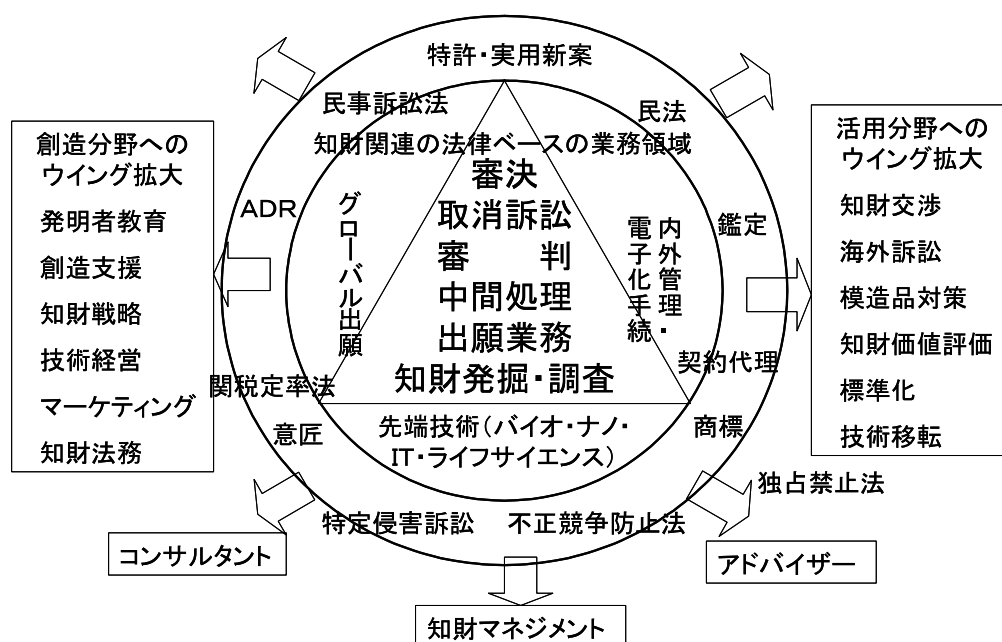 特許・実用新案
民事訴訟法
民法
知財関連の法律ベースの業務領域
創造分野への
ウイング拡大
発明者教育
創造支援
知財戦略
技術経営
マーケティング
知財法務
ADR
グローバル出願
審決
取消訴訟
審　判
中間処理
出願業務
知財発掘・調査
内外管理・
電子化手続
鑑定
契約代理
活用分野への
ウイング拡大
知財交渉
海外訴訟
模造品対策
知財価値評価
標準化
技術移転
関税定率法
意匠
先端技術(バイオ・ナノ・
IT・ライフサイエンス)
商標
独占禁止法
特定侵害訴訟
不正競争防止法
コンサルタント
アドバイザー
知財マネジメント